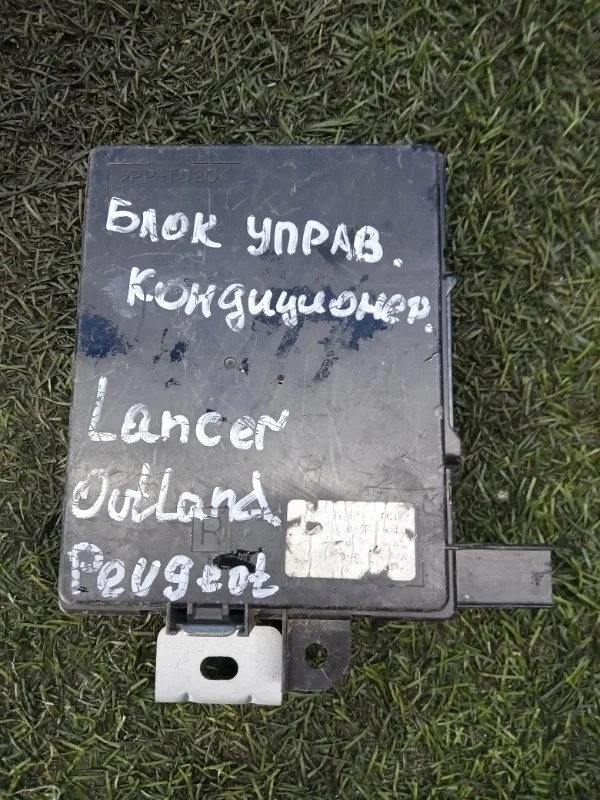 >PP-TD20<
Блок управ.
Кондиционер.
Lancer
Outland.
R
Peugeot